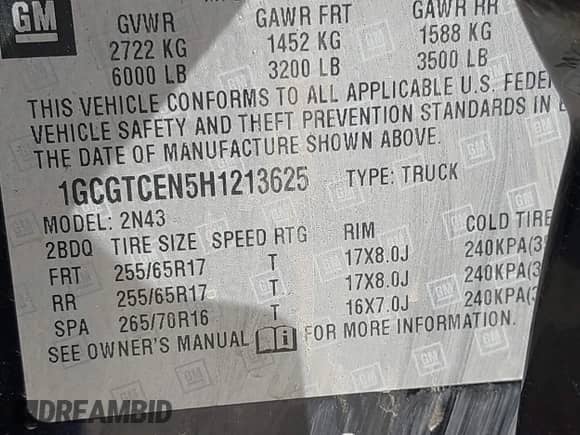 GM
GVWR GAWR FRT GAWR RR
2722 KG 1452 KG 1588 KG
6000 LB 3200 LB 3500 LB
THIS VEHICLE CONFORMS TO ALL APPLICABLE U.S. FEDE
VEHICLE SAFETY AND THEFT PREVENTION STANDARDS IN
THE DATE OF MANUFACTURE SHOWN ABOVE.
1GCGTCEN5H1213625 TYPE: TRUCK
MODEL: 2N43
2BDQ TIRE SIZE SPEED RTG RIM COLD TIRE
FRT 255/65R17 T 17X8.0J 240KPA(3
RR 255/65R17 T 17X8.0J 240KPA(3
SPA 265/70R16 T 16X7.0J 240KPA(3
SEE OWNER'S MANUAL FOR MORE INFORMATION.
DREAMBID